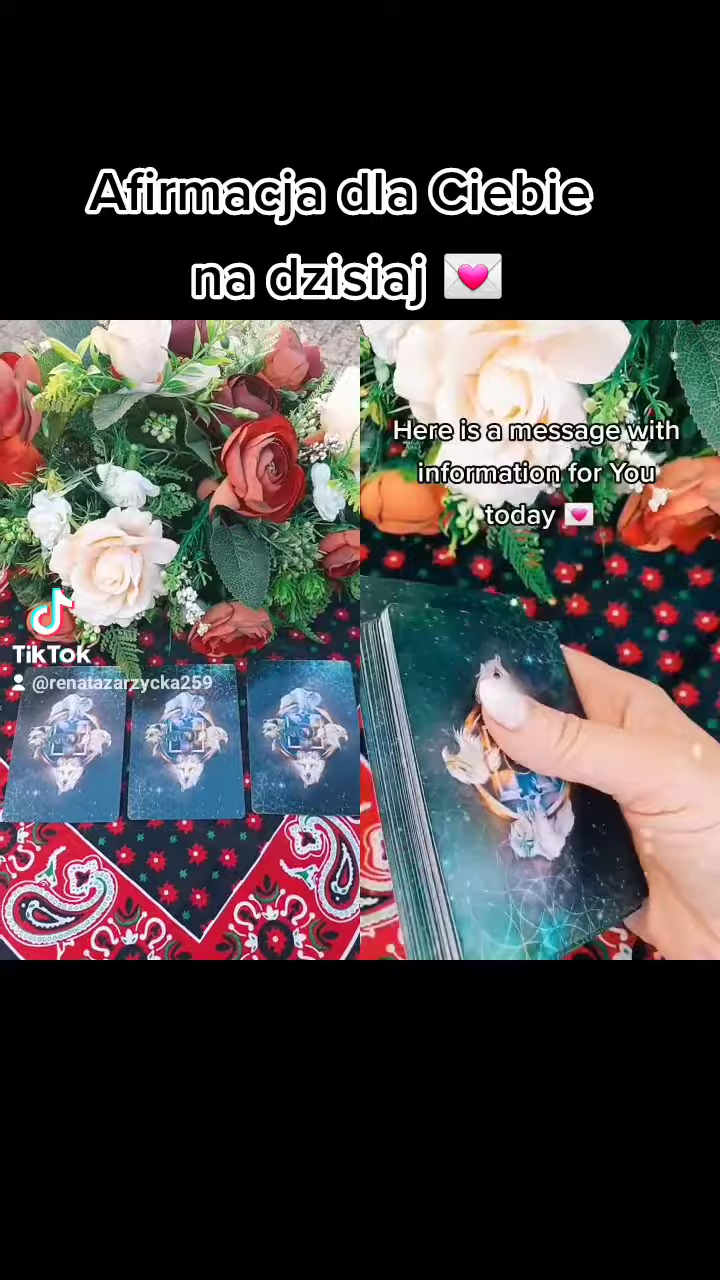 Afirmacja dla Ciebie
na dzisiaj 💌
Here is a message with
information for You
today 💌
TikTok
@renatazarzycka259